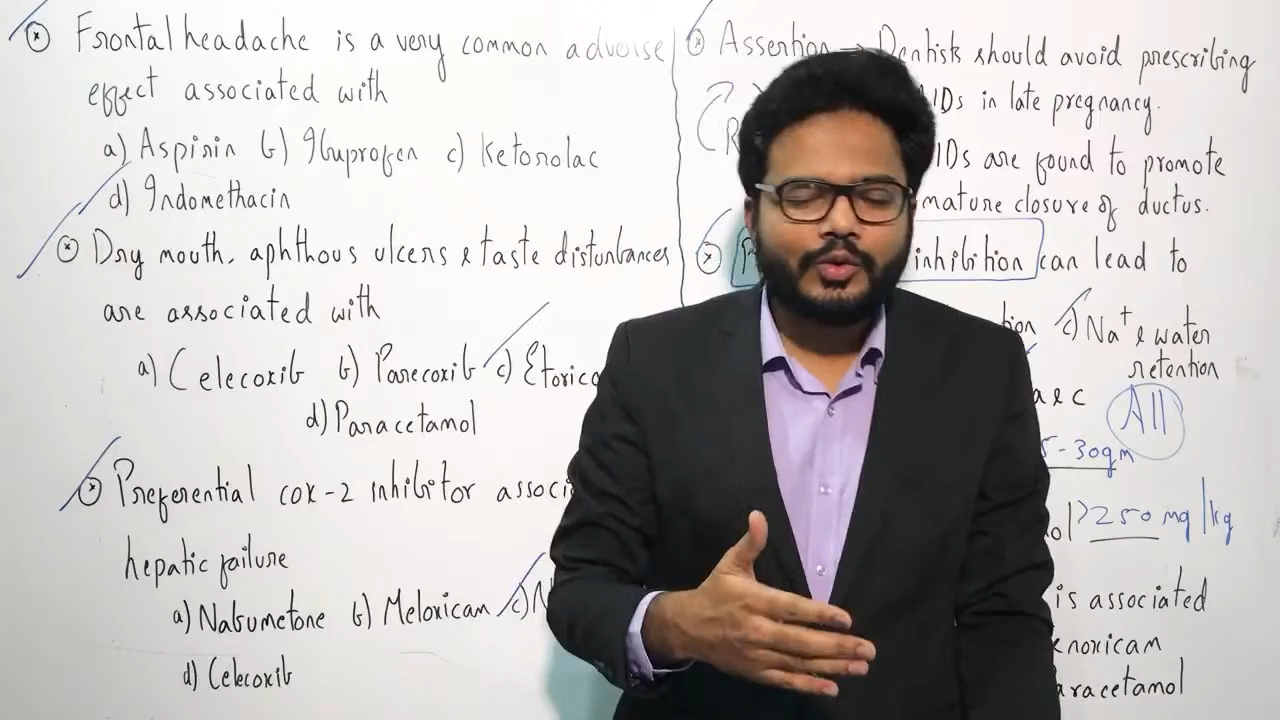 Frontal headache is a very common adverse
effect associated with
a) Aspirin b) Ibuprofen c) Ketorolac
d) Indomethacin
Dry mouth, aphthous ulcers & taste disturbances
are associated with
a) Celecoxib b) Parecoxib c) Etorico
d) Paracetamol
Preferential cox-2 inhibitor associ
hepatic failure
a) Nabumetone b) Meloxicam c) N
d) Celecoxib
Assertion → Dentists should avoid prescribing
IDs in late pregnancy.
R
IDs are found to promote
mature closure of ductus.
P inhibition can lead to
tion c) Na+ & water
retention
a & c All
5-30gm
ol >250 mg/kg
is associated
noxicam
aracetamol